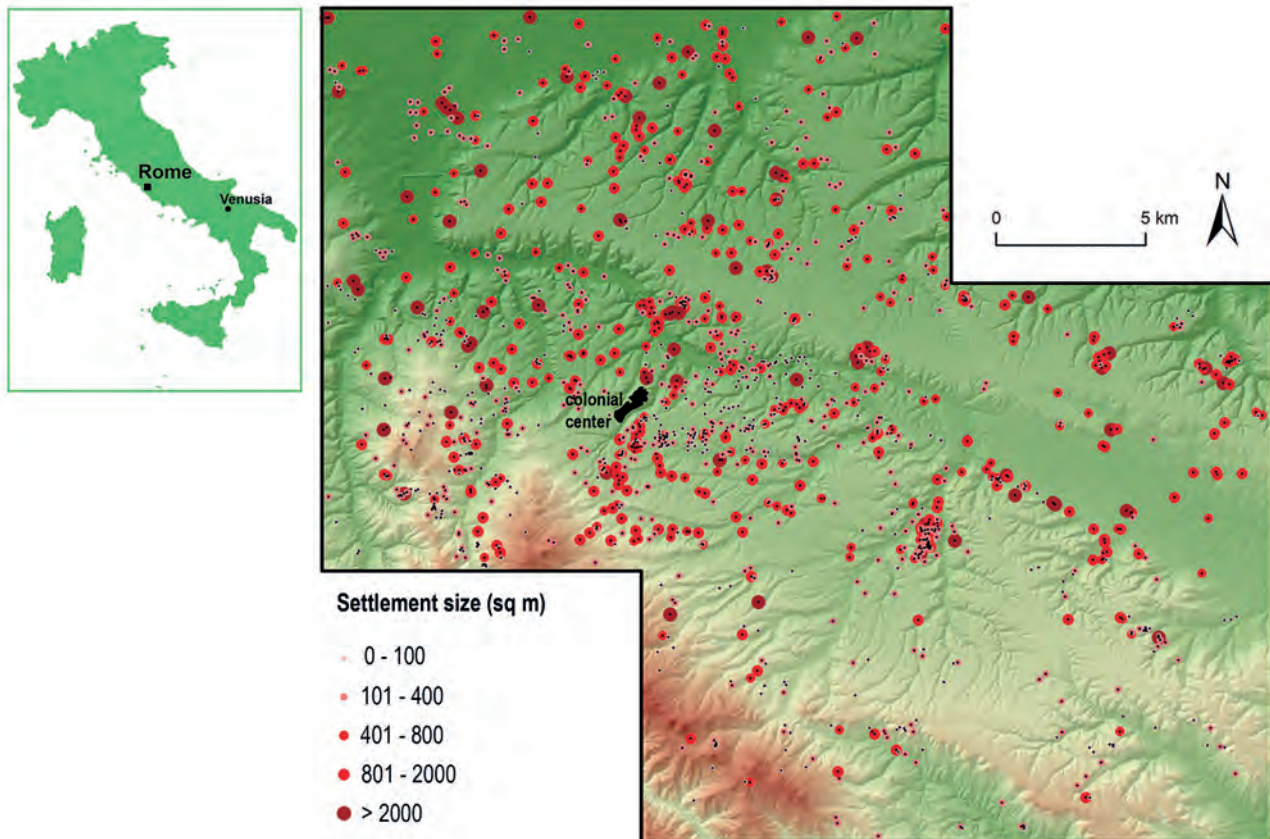 Rome
Venusia
colonial
center
N
0 5 km
Settlement size (sq m)
0 - 100
101 - 400
401 - 800
801 - 2000
> 2000